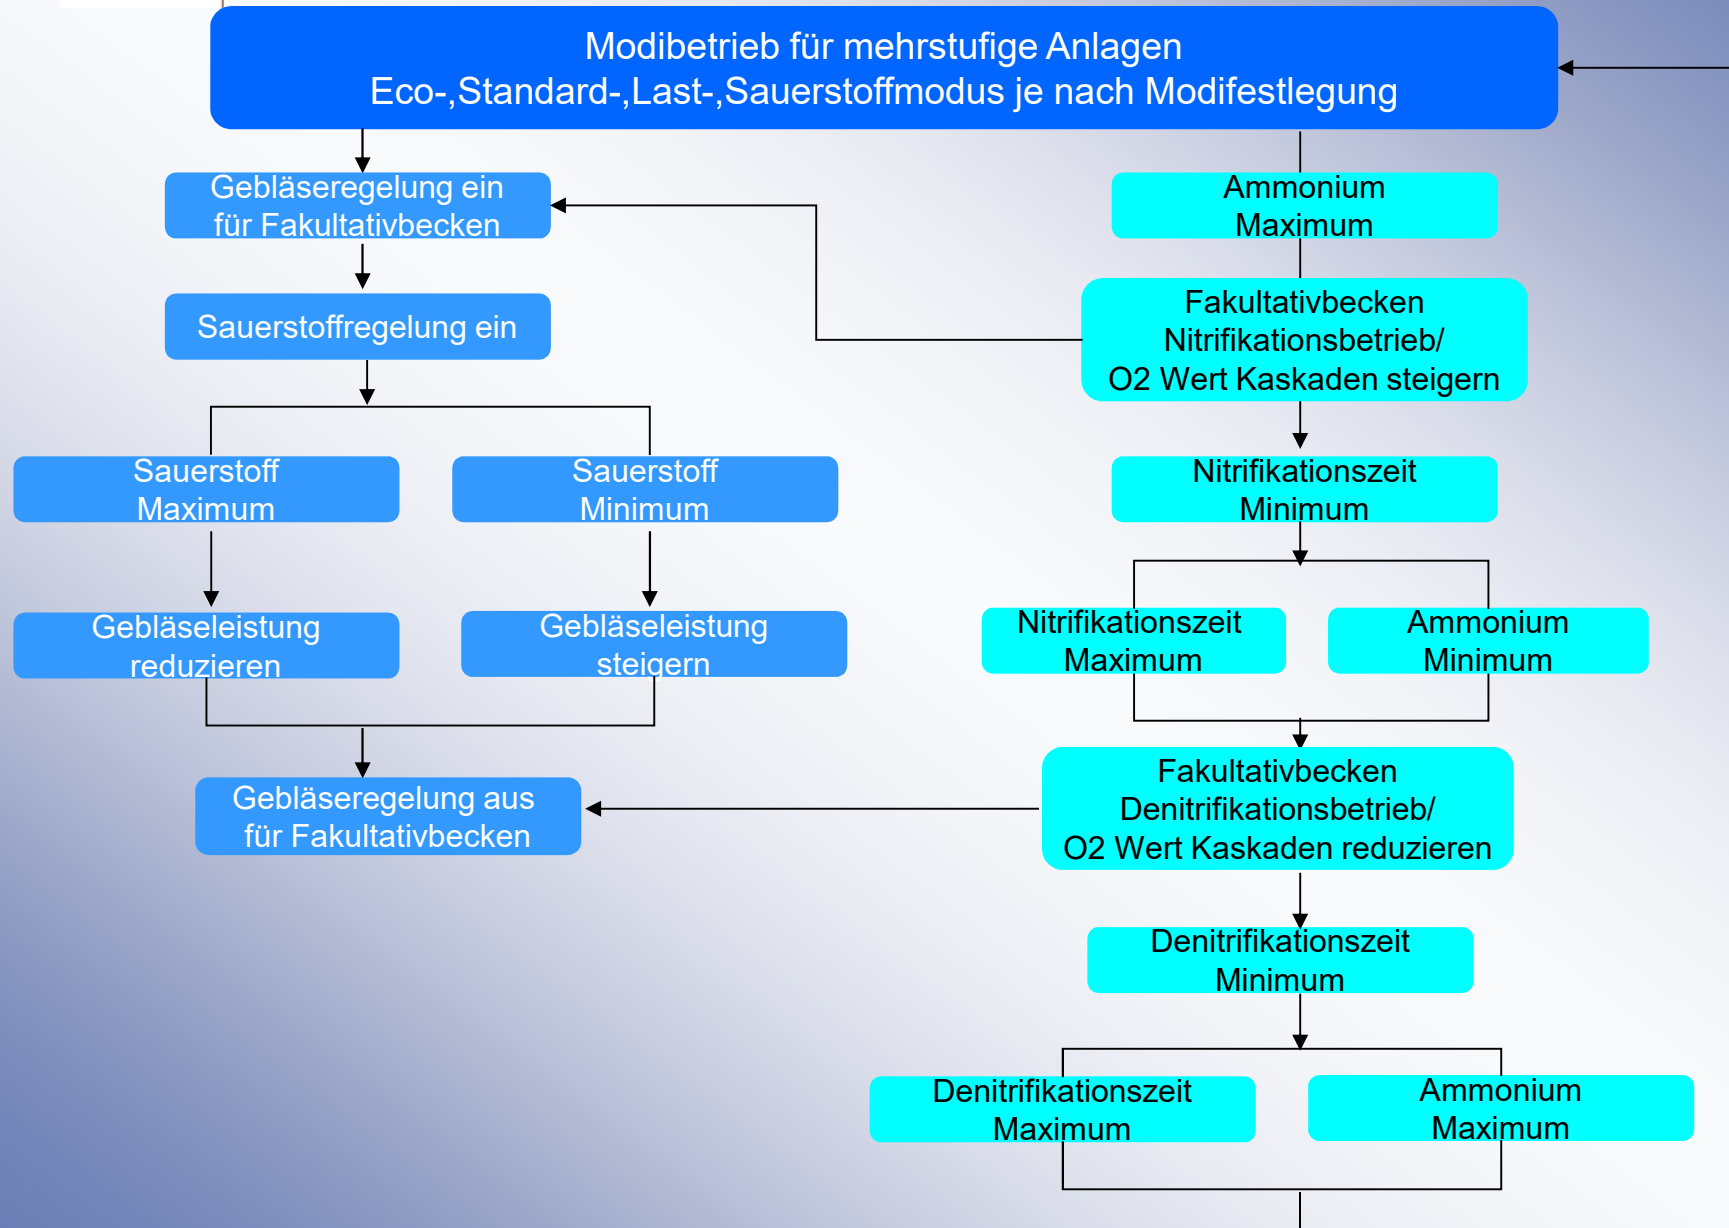 Modibetrieb für mehrstufige Anlagen
Eco-,Standard-,Last-,Sauerstoffmodus je nach Modifestlegung
Gebläseregelung ein
für Fakultativbecken
Sauerstoffregelung ein
Sauerstoff
Maximum
Sauerstoff
Minimum
Gebläseleistung
reduzieren
Gebläseleistung
steigern
Gebläseregelung aus
für Fakultativbecken
Ammonium
Maximum
Fakultativbecken
Nitrifikationsbetrieb/
O2 Wert Kaskaden steigern
Nitrifikationszeit
Minimum
Nitrifikationszeit
Maximum
Ammonium
Minimum
Fakultativbecken
Denitrifikationsbetrieb/
O2 Wert Kaskaden reduzieren
Denitrifikationszeit
Minimum
Denitrifikationszeit
Maximum
Ammonium
Maximum